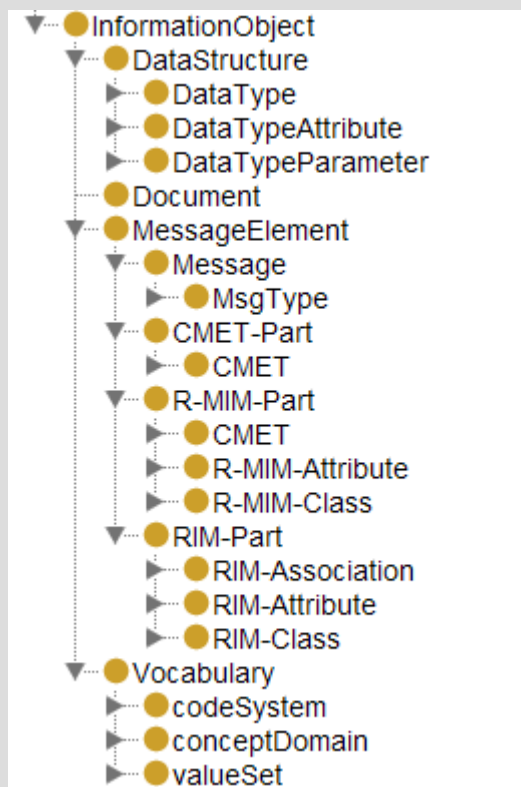 InformationObject
DataStructure
DataType
DataTypeAttribute
DataTypeParameter
Document
MessageElement
Message
MsgType
CMET-Part
CMET
R-MIM-Part
CMET
R-MIM-Attribute
R-MIM-Class
RIM-Part
RIM-Association
RIM-Attribute
RIM-Class
Vocabulary
codeSystem
conceptDomain
valueSet